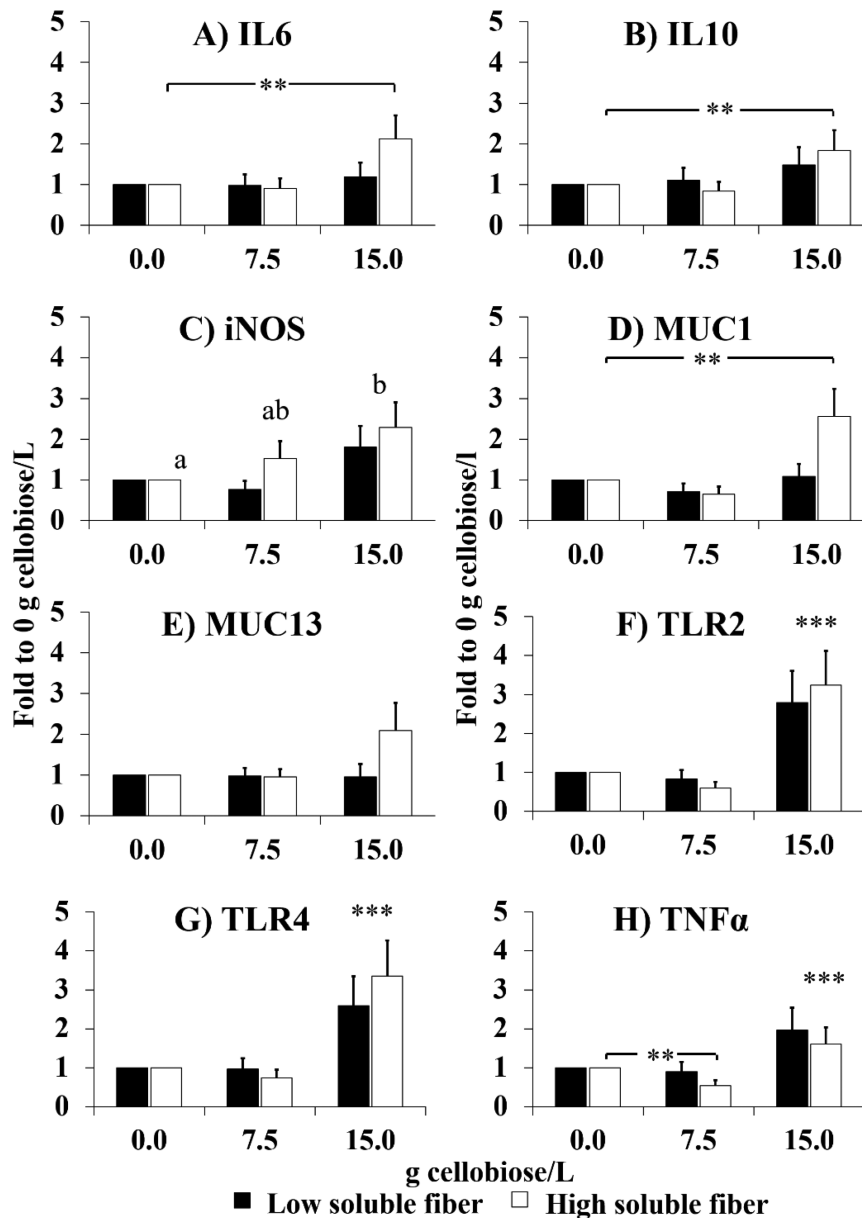 A) IL6
5
4
3
2
1
0
**
0.0 7.5 15.0
B) IL10
5
4
3
2
1
0
**
0.0 7.5 15.0
C) iNOS
5
4
3
2
1
0
a
ab
b
0.0 7.5 15.0
D) MUC1
5
4
3
2
1
0
**
0.0 7.5 15.0
Fold to 0 g cellobiose/L
Fold to 0 g cellobiose/l
E) MUC13
5
4
3
2
1
0
0.0 7.5 15.0
F) TLR2
5
4
3
2
1
0
***
0.0 7.5 15.0
G) TLR4
5
4
3
2
1
0
***
0.0 7.5 15.0
H) TNFα
5
4
3
2
1
0
**
***
0.0 7.5 15.0
g cellobiose/L
Low soluble fiber High soluble fiber